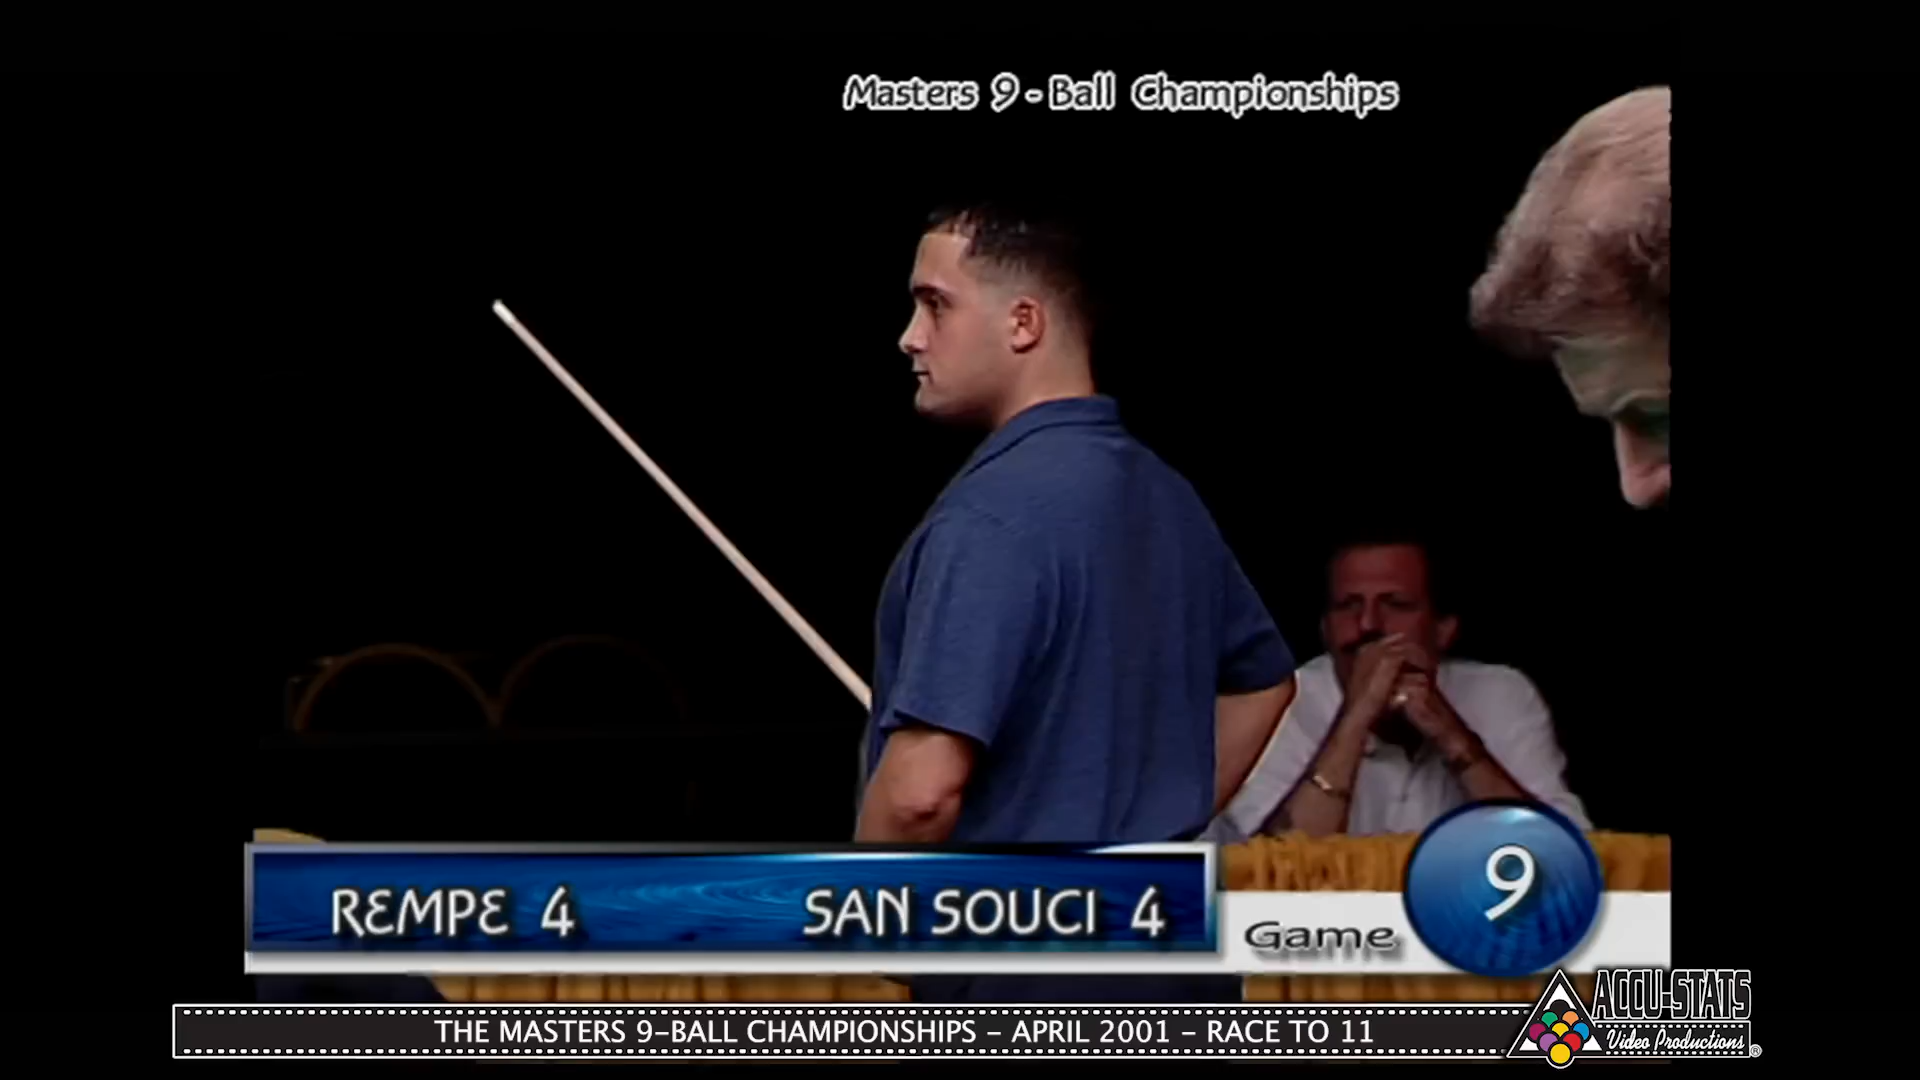 Masters 9-Ball Championships
REMPE 4 SAN SOUCI 4
Game 9
THE MASTERS 9-BALL CHAMPIONSHIPS – APRIL 2001 – RACE TO 11
ACCU-STATS
Video Productions®